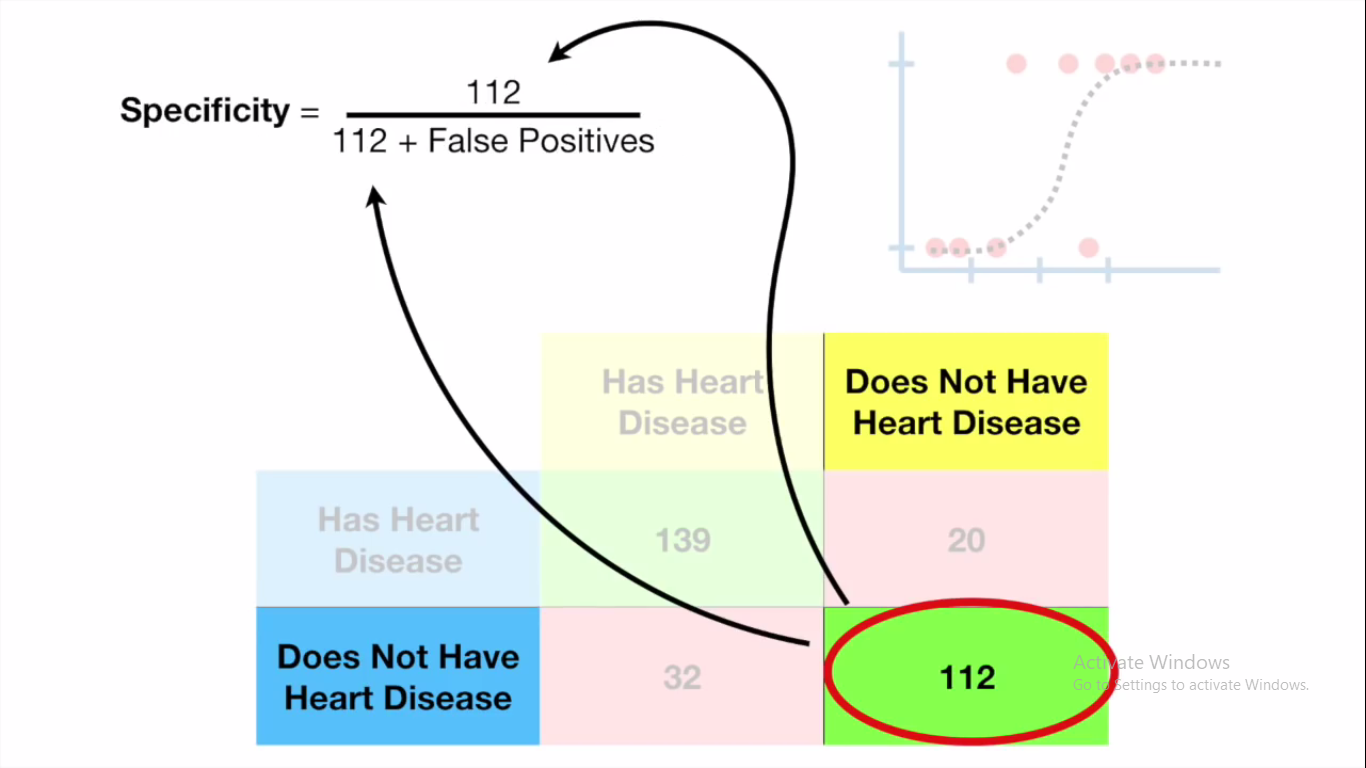 112
Specificity =
112 + False Positives
Has Heart
Disease
Does Not Have
Heart Disease
Has Heart
Disease
139
20
Does Not Have
Heart Disease
32
112
Activate Windows
Go to Settings to activate Windows.